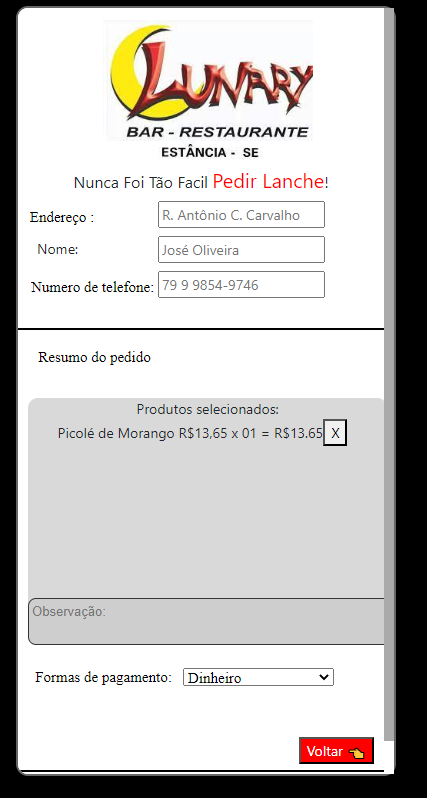 LUNARY
BAR - RESTAURANTE
ESTÂNCIA - SE
Nunca Foi Tão Facil Pedir Lanche!
Endereço : R. Antônio C. Carvalho
Nome: José Oliveira
Numero de telefone: 79 9 9854-9746
Resumo do pedido
Produtos selecionados:
Picolé de Morango R$13,65 x 01 = R$13.65 X
Observação:
Formas de pagamento: Dinheiro
Voltar 👈